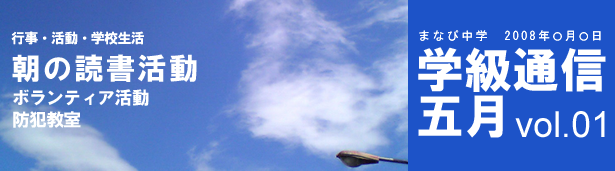 行事・活動・学校生活
朝の読書活動
ボランティア活動
防犯教室
まなび中学 2008年○月○日
学級通信
五月 vol.01